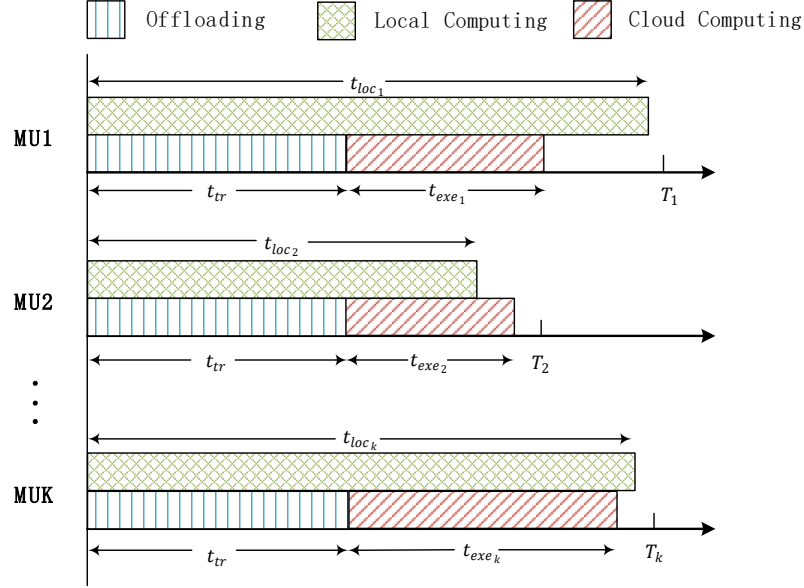 Offloading Local Computing Cloud Computing
t_{loc_1}
MU1
t_{tr} t_{exe_1} T_1
t_{loc_2}
MU2
t_{tr} t_{exe_2} T_2
t_{loc_k}
MUK
t_{tr} t_{exe_k} T_k